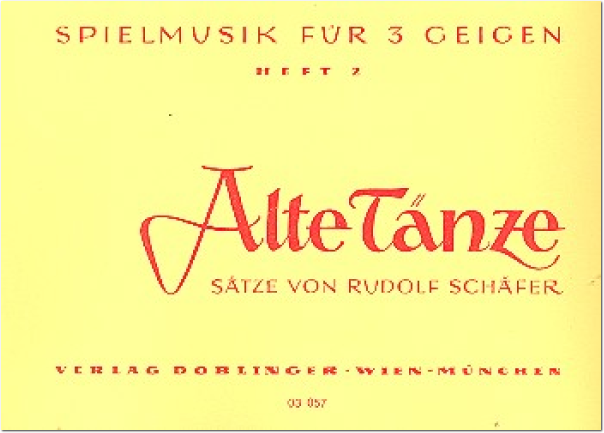 SPIELMUSIK FÜR 3 GEIGEN
HEFT 2
Alte Tänze
SÄTZE VON RUDOLF SCHÄFER
VERLAG DOBLINGER · WIEN · MÜNCHEN
03 057